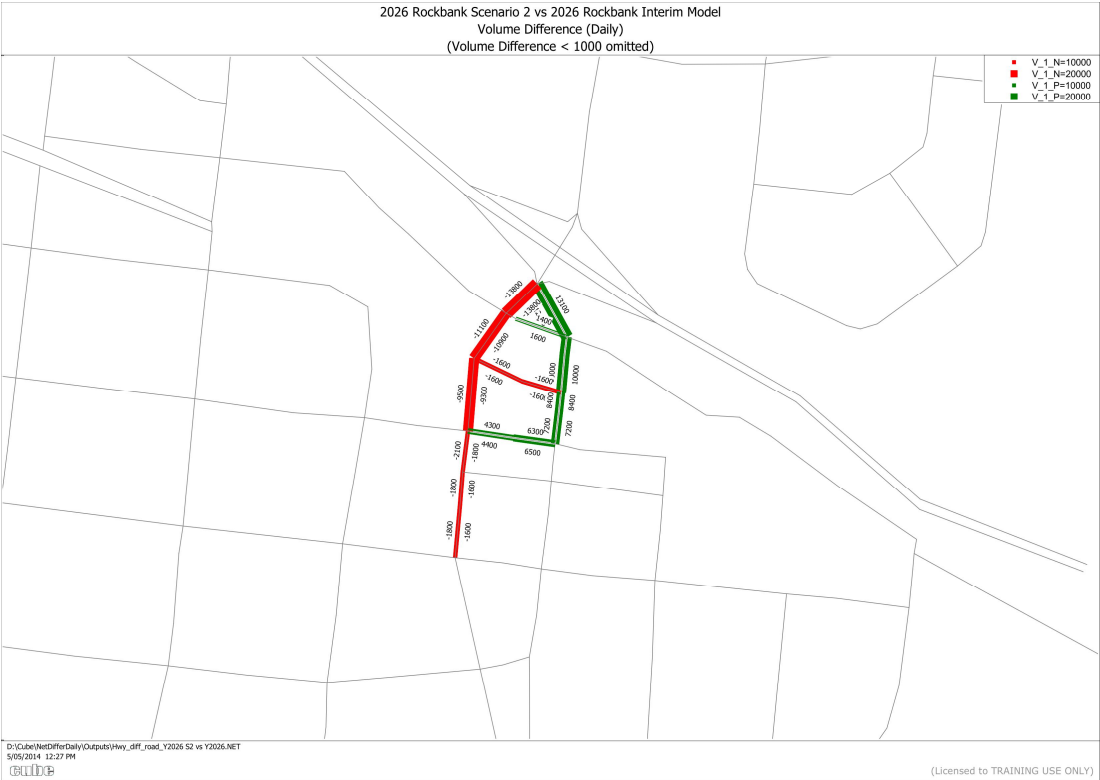 2026 Rockbank Scenario 2 vs 2026 Rockbank Interim Model
Volume Difference (Daily)
(Volume Difference < 1000 omitted)
V_1_N=10000
V_1_N=20000
V_1_P=10000
V_1_P=20000
-13800
-13800
13100
-1400
1600
-11100
-10900
-1600
-1600
-1600
10000
8400
8400
-9500
-9300
7200
7200
4300
6300
4400
6500
-2100
-1800
-1800
-1600
-1800
-1600
D:\Cube\NetDifferDaily\Outputs\Hwy_diff_road_Y2026 S2 vs Y2026.NET
5/05/2014 12:27 PM
cube
(Licensed to TRAINING USE ONLY)